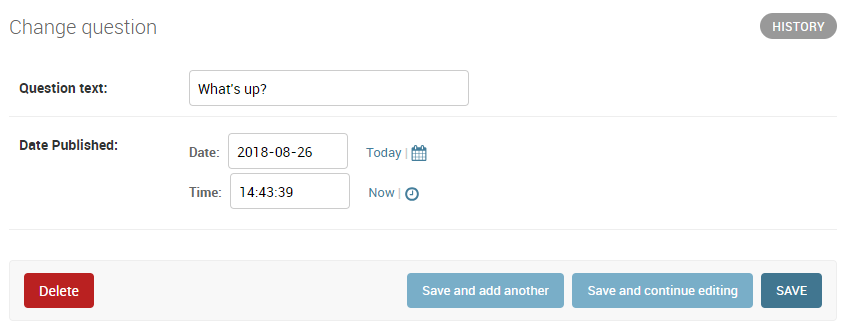 Change question
HISTORY
Question text: What's up?
Date Published: Date: 2018-08-26 Today |
Time: 14:43:39 Now |
Delete Save and add another Save and continue editing SAVE